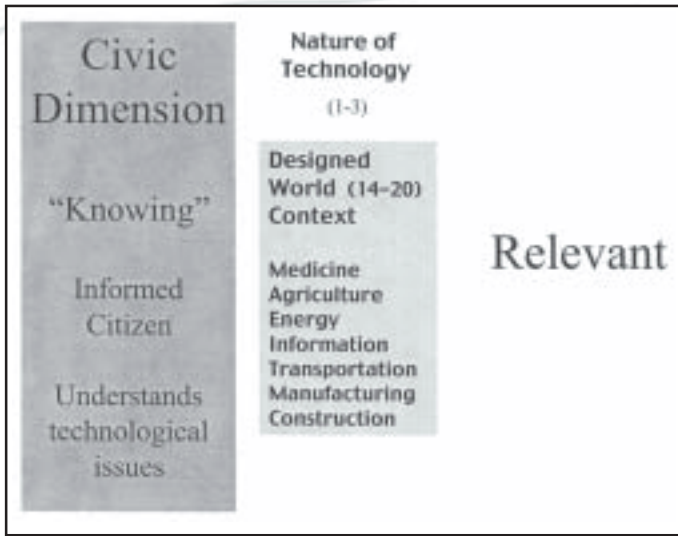 Civic
Dimension
“Knowing”
Informed
Citizen
Understands
technological
issues
Nature of
Technology
(1-3)
Designed
World (14-20)
Context
Medicine
Agriculture
Energy
Information
Transportation
Manufacturing
Construction
Relevant